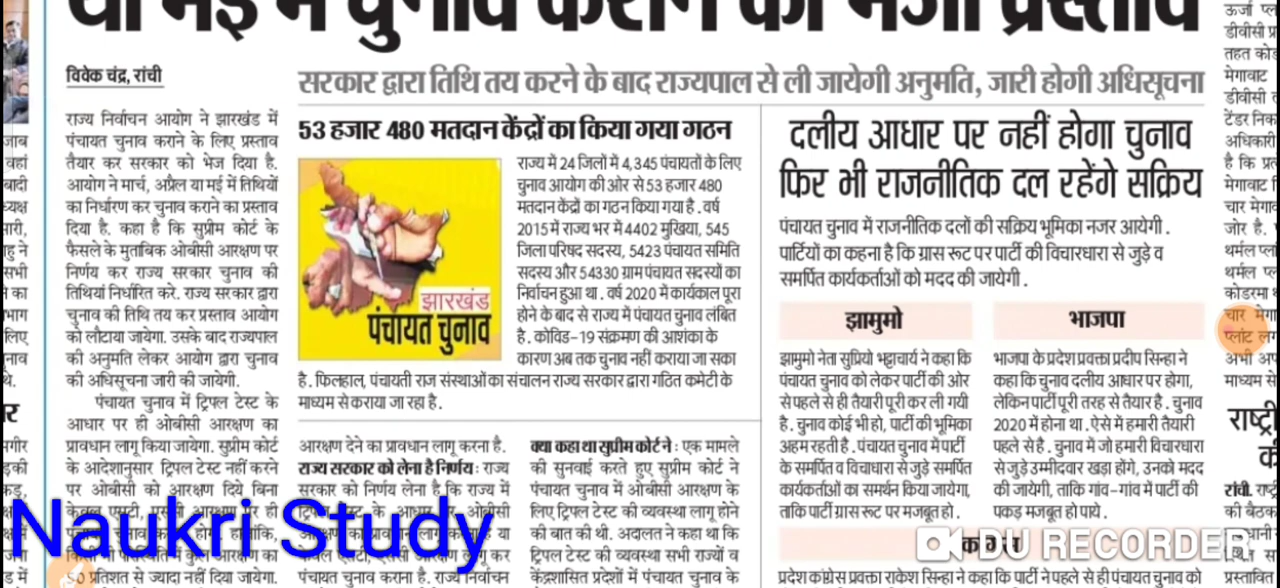 विवेक चंद्र, रांची
सरकार द्वारा तिथि तय करने के बाद राज्यपाल से ली जायेगी अनुमति, जारी होगी अधिसूचना
राज्य निर्वाचन आयोग ने झारखंड में
पंचायत चुनाव कराने के लिए प्रस्ताव
तैयार कर सरकार को भेज दिया है.
आयोग ने मार्च, अप्रैल या मई में तिथियों
का निर्धारण कर चुनाव कराने का प्रस्ताव
दिया है. कहा है कि सुप्रीम कोर्ट के
फैसले के मुताबिक ओबीसी आरक्षण पर
निर्णय कर राज्य सरकार चुनाव की
तिथियां निर्धारित करे. राज्य सरकार द्वारा
चुनाव की तिथि तय कर प्रस्ताव आयोग
को लौटाया जायेगा. उसके बाद राज्यपाल
की अनुमति लेकर आयोग द्वारा चुनाव
की अधिसूचना जारी की जायेगी.
पंचायत चुनाव में ट्रिपल टेस्ट के
आधार पर ही ओबीसी आरक्षण का
प्रावधान लागू किया जायेगा. सुप्रीम कोर्ट
के आदेशानुसार ट्रिपल टेस्ट नहीं करने
पर ओबीसी को आरक्षण दिये बिना
50 प्रतिशत से ज्यादा नहीं दिया जायेगा.
53 हजार 480 मतदान केंद्रों का किया गया गठन
झारखंड
पंचायत चुनाव
राज्य में 24 जिलों में 4,345 पंचायतों के लिए
चुनाव आयोग की ओर से 53 हजार 480
मतदान केंद्रों का गठन किया गया है. वर्ष
2015 में राज्य भर में 4402 मुखिया, 545
जिला परिषद सदस्य, 5423 पंचायत समिति
सदस्य और 54330 ग्राम पंचायत सदस्यों का
निर्वाचन हुआ था. वर्ष 2020 में कार्यकाल पूरा
होने के बाद से राज्य में पंचायत चुनाव लंबित
है. कोविड-19 संक्रमण की आशंका के
कारण अब तक चुनाव नहीं कराया जा सका
है. फिलहाल, पंचायती राज संस्थाओं का संचालन राज्य सरकार द्वारा गठित कमेटी के
माध्यम से कराया जा रहा है.
आरक्षण देने का प्रावधान लागू करना है.
राज्य सरकार को लेना है निर्णय : राज्य
सरकार को निर्णय लेना है कि राज्य में
पंचायत चुनाव कराना है. राज्य निर्वाचन
क्या कहा था सुप्रीम कोर्ट ने : एक मामले
की सुनवाई करते हुए सुप्रीम कोर्ट ने
पंचायत चुनाव में ओबीसी आरक्षण के
लिए ट्रिपल टेस्ट की व्यवस्था लागू होने
की बात की थी. अदालत ने कहा था कि
ट्रिपल टेस्ट की व्यवस्था सभी राज्यों व
केंद्रशासित प्रदेशों में पंचायत चुनाव के
दलीय आधार पर नहीं होगा चुनाव
फिर भी राजनीतिक दल रहेंगे सक्रिय
पंचायत चुनाव में राजनीतिक दलों की सक्रिय भूमिका नजर आयेगी.
पार्टियों का कहना है कि ग्रास रूट पर पार्टी की विचारधारा से जुड़े व
समर्पित कार्यकर्ताओं को मदद की जायेगी.
झामुमो
झामुमो नेता सुप्रियो भट्टाचार्य ने कहा कि
पंचायत चुनाव को लेकर पार्टी की ओर
से पहले से ही तैयारी पूरी कर ली गयी
है. चुनाव कोई भी हो, पार्टी की भूमिका
अहम रहती है. पंचायत चुनाव में पार्टी
के समर्पित व विचाधारा से जुड़े समर्पित
कार्यकर्ताओं का समर्थन किया जायेगा,
ताकि पार्टी ग्रास रूट पर मजबूत हो.
भाजपा
भाजपा के प्रदेश प्रवक्ता प्रदीप सिन्हा ने
कहा कि चुनाव दलीय आधार पर होगा,
लेकिन पार्टी पूरी तरह से तैयार है. चुनाव
2020 में होना था. ऐसे में हमारी तैयारी
पहले से है. चुनाव में जो हमारी विचारधारा
से जुड़े उम्मीदवार खड़ा होंगे, उनको मदद
की जायेगी, ताकि गांव-गांव में पार्टी की
पकड़ मजबूत हो पाये.
प्रदेश कांग्रेस प्रवक्ता राकेश सिन्हा ने कहा कि पार्टी ने पहले से ही पंचायत चुनाव को
Naukri Study
DU RECORDER